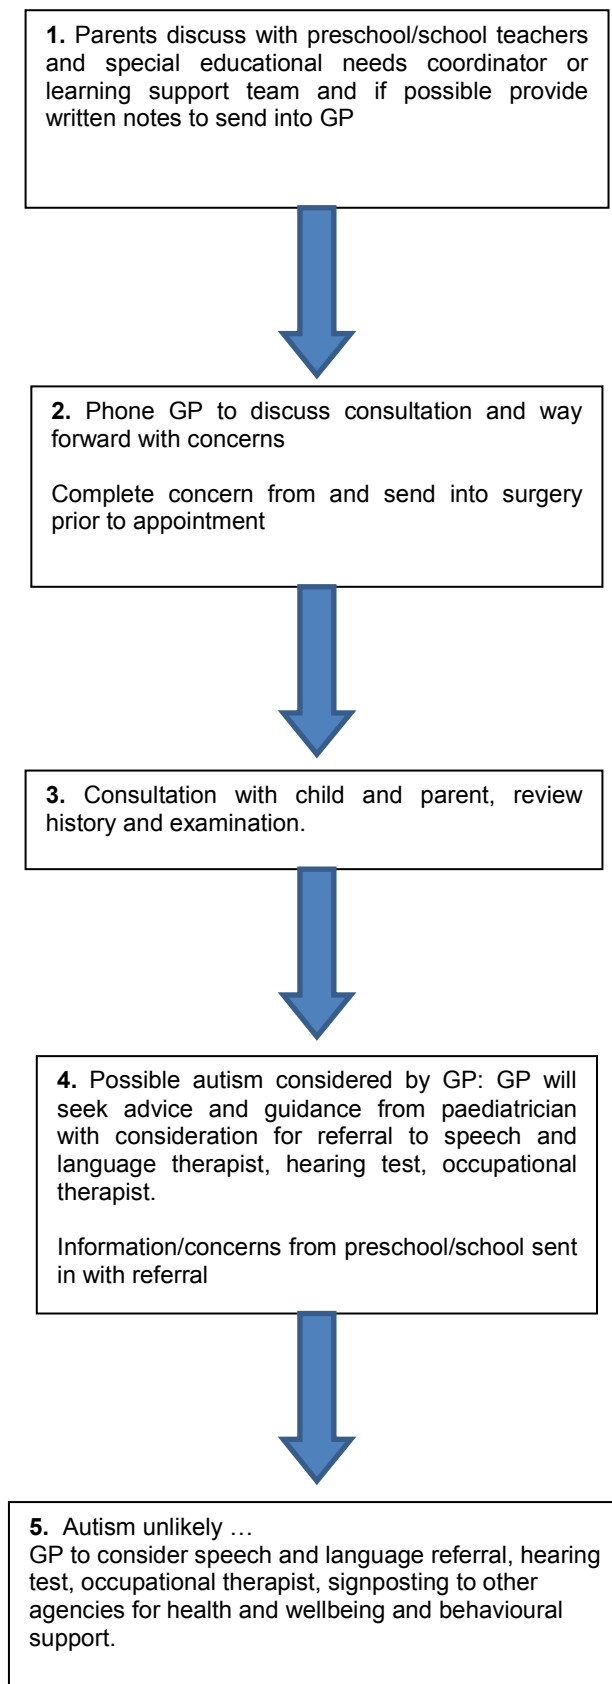 1. Parents discuss with preschool/school teachers
and special educational needs coordinator or
learning support team and if possible provide
written notes to send into GP
2. Phone GP to discuss consultation and way
forward with concerns
Complete concern from and send into surgery
prior to appointment
3. Consultation with child and parent, review
history and examination.
4. Possible autism considered by GP: GP will
seek advice and guidance from paediatrician
with consideration for referral to speech and
language therapist, hearing test, occupational
therapist.
Information/concerns from preschool/school sent
in with referral
5. Autism unlikely …
GP to consider speech and language referral, hearing
test, occupational therapist, signposting to other
agencies for health and wellbeing and behavioural
support.